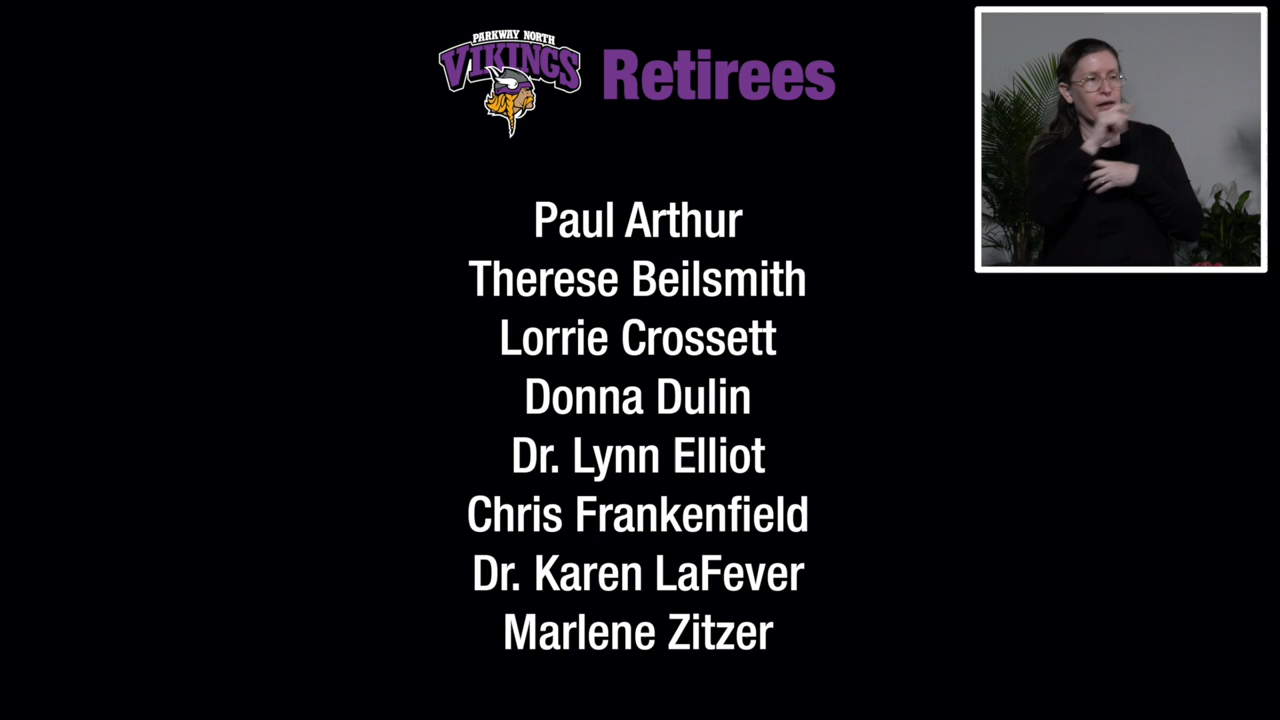 PARKWAY NORTH
VIKINGS
Retirees
Paul Arthur
Therese Beilsmith
Lorrie Crossett
Donna Dulin
Dr. Lynn Elliot
Chris Frankenfield
Dr. Karen LaFever
Marlene Zitzer